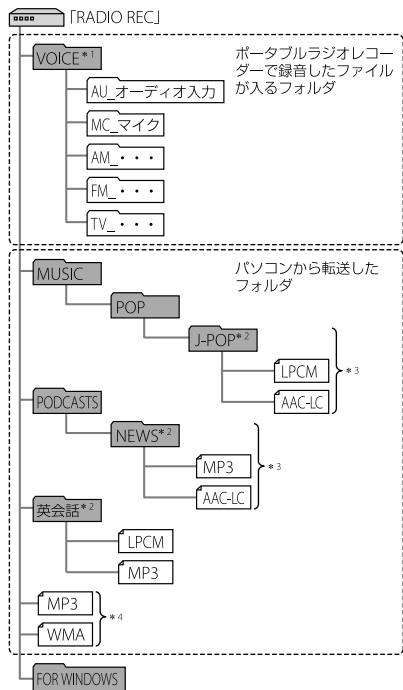 「RADIO REC」
VOICE*1
ポータブルラジオレコー
ダーで録音したファイル
が入るフォルダ
AU_オーディオ入力
MC_マイク
AM_・・・
FM_・・・
TV_・・・
MUSIC
パソコンから転送した
フォルダ
POP
J-POP*2
LPCM
*3
AAC-LC
PODCASTS
NEWS*2
MP3
*3
AAC-LC
英会話*2
LPCM
MP3
MP3
*4
WMA
FOR WINDOWS